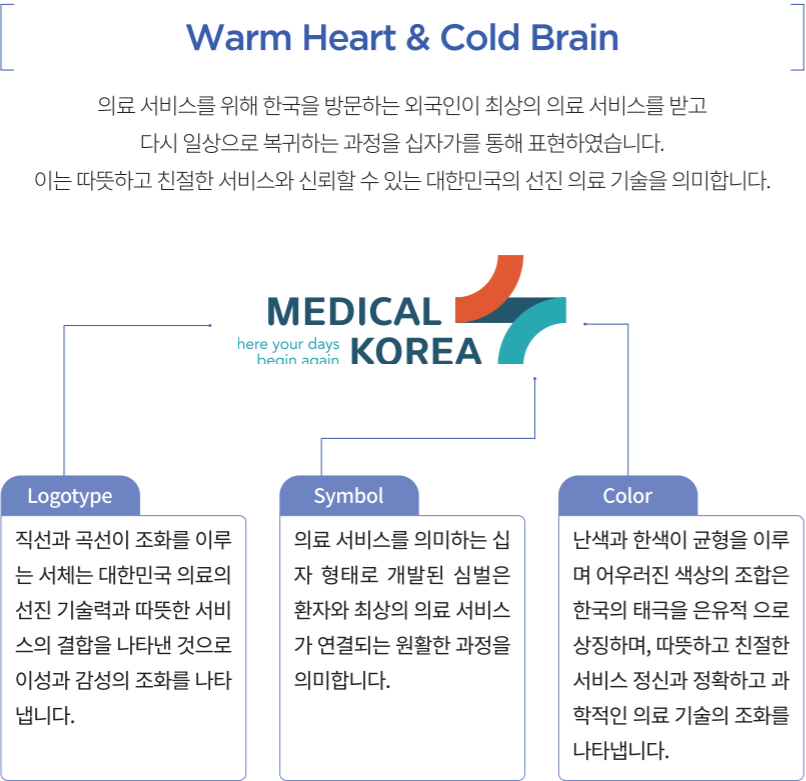 Warm Heart & Cold Brain
의료 서비스를 위해 한국을 방문하는 외국인이 최상의 의료 서비스를 받고
다시 일상으로 복귀하는 과정을 십자가를 통해 표현하였습니다.
이는 따뜻하고 친절한 서비스와 신뢰할 수 있는 대한민국의 선진 의료 기술을 의미합니다.
MEDICAL
here your days
begin again
KOREA
Logotype
직선과 곡선이 조화를 이루
는 서체는 대한민국 의료의
선진 기술력과 따뜻한 서비
스의 결합을 나타낸 것으로
이성과 감성의 조화를 나타
냅니다.
Symbol
의료 서비스를 의미하는 십
자 형태로 개발된 심벌은
환자와 최상의 의료 서비스
가 연결되는 원활한 과정을
의미합니다.
Color
난색과 한색이 균형을 이루
며 어우러진 색상의 조합은
한국의 태극을 은유적 으로
상징하며, 따뜻하고 친절한
서비스 정신과 정확하고 과
학적인 의료 기술의 조화를
나타냅니다.